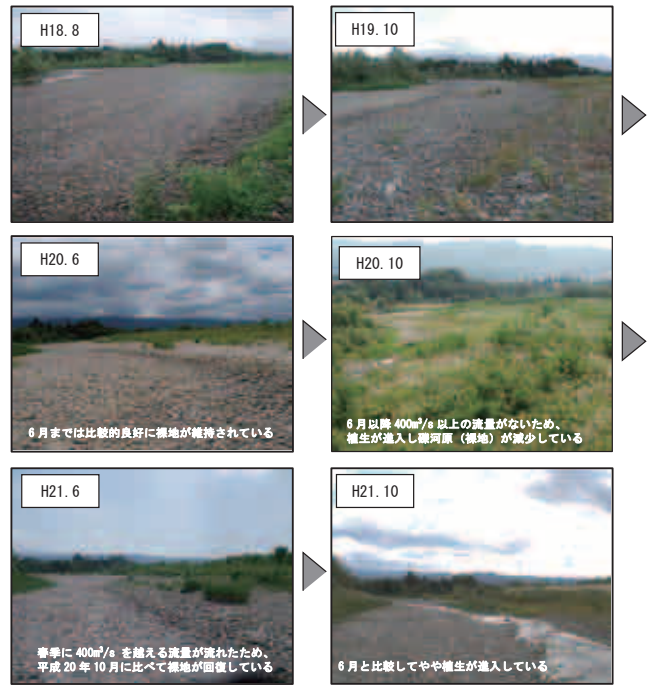 H18.8
H19.10
H20.6
6月までは比較的良好に裸地が維持されている
H20.10
6月以降400m³/s以上の流量がないため、
植生が進入し礫河原(裸地)が減少している
H21.6
春季に400m³/s を越える流量が流れたため、
平成20年10月に比べて裸地が回復している
H21.10
6月と比較してやや植生が進入している